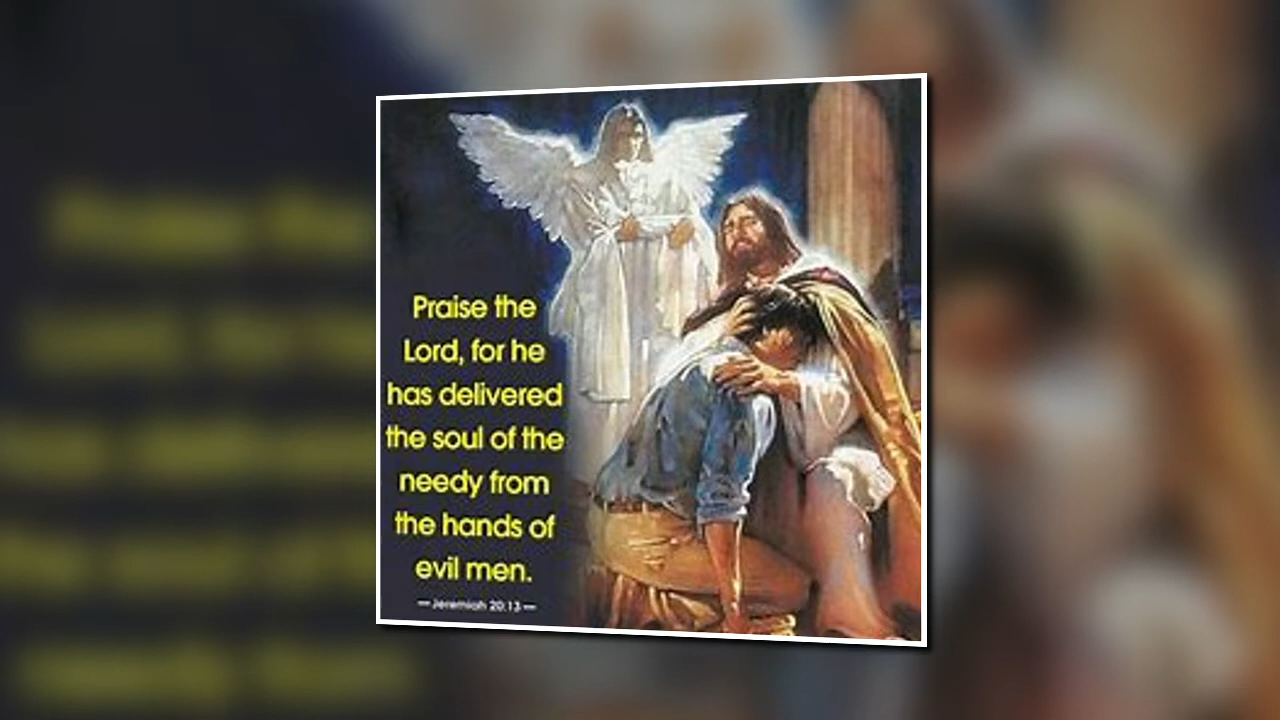 Praise the
Lord, for he
has delivered
the soul of the
needy from
the hands of
evil men.
— Jeremiah 20:13 —